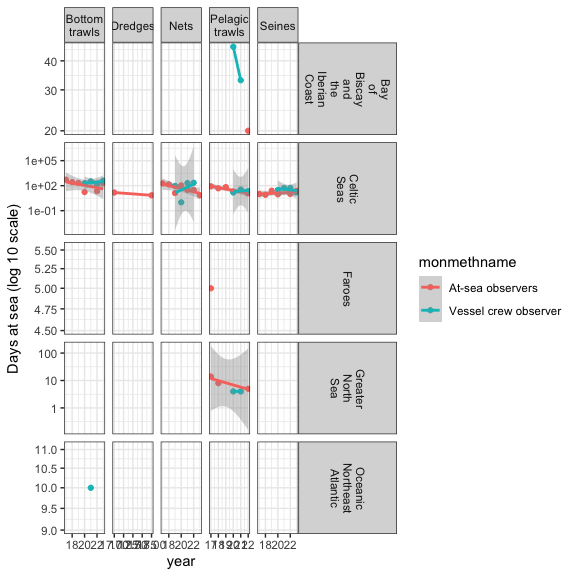 Bottom
trawls
Dredges
Nets
Pelagic
trawls
Seines
40
30
20
Bay
of
Biscay
and
the
Iberian
Coast
1e+05
1e+02
1e-01
Celtic
Seas
5.50
5.25
5.00
4.75
4.50
Faroes
100
10
1
Greater
North
Sea
11.0
10.5
10.0
9.5
9.0
Oceanic
Northeast
Atlantic
Days at sea (log 10 scale)
182022
182022
182022
year
monmethname
At-sea observers
Vessel crew observer